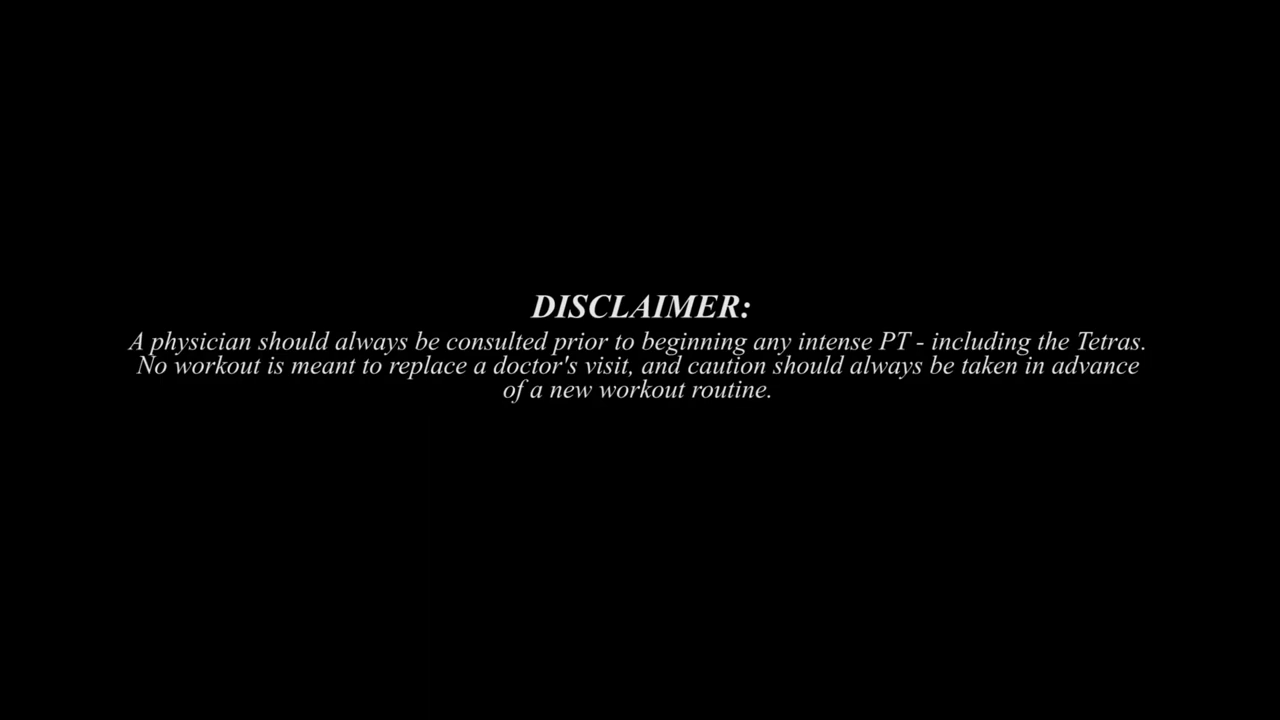 DISCLAIMER:
A physician should always be consulted prior to beginning any intense PT - including the Tetras.
No workout is meant to replace a doctor's visit, and caution should always be taken in advance
of a new workout routine.